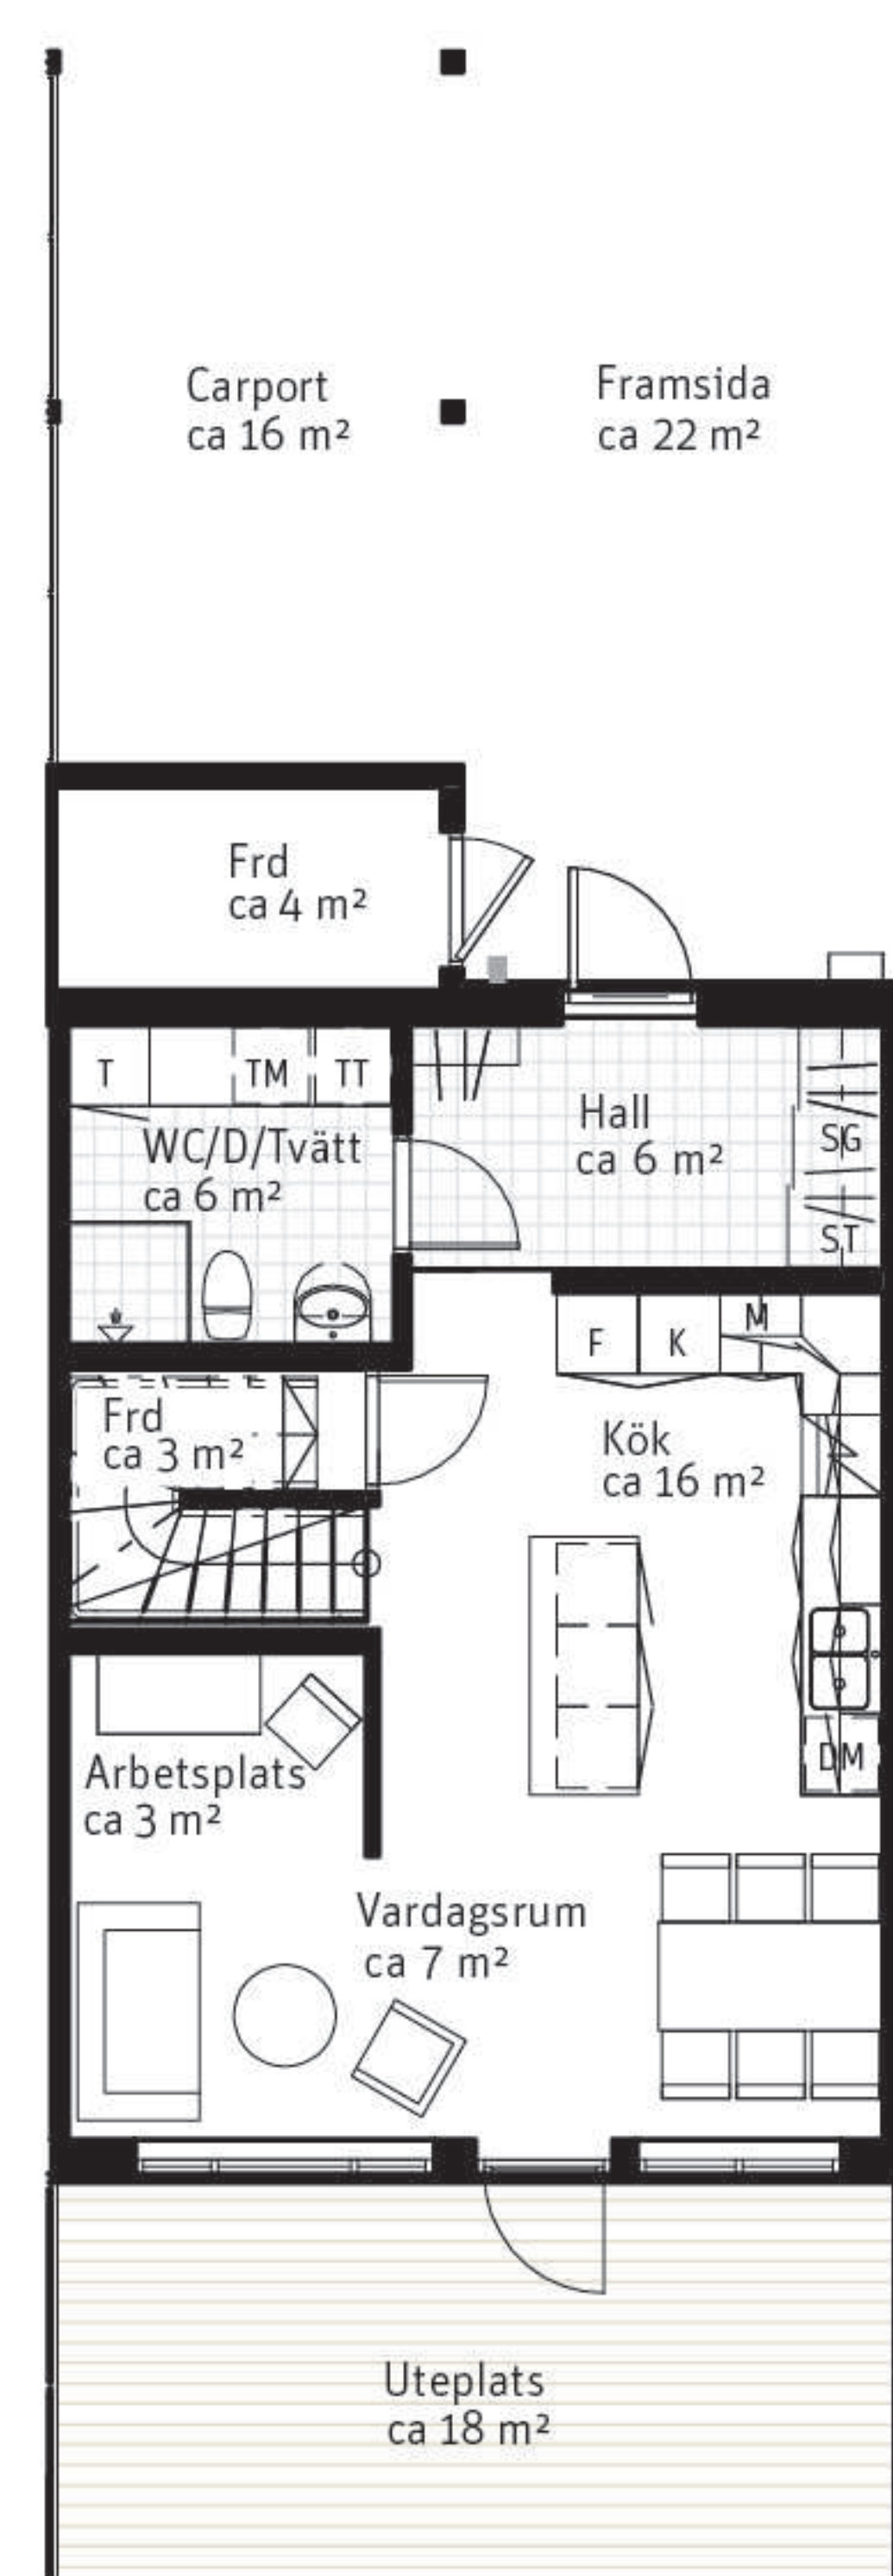 Carport
ca 16 m²
Framsida
ca 22 m²
Frd
ca 4 m²
T
TM
TT
WC/D/Tvätt
ca 6 m²
Hall
ca 6 m²
SG
ST
F
K
M
Frd
ca 3 m²
Kök
ca 16 m²
DM
Arbetsplats
ca 3 m²
Vardagsrum
ca 7 m²
Uteplats
ca 18 m²